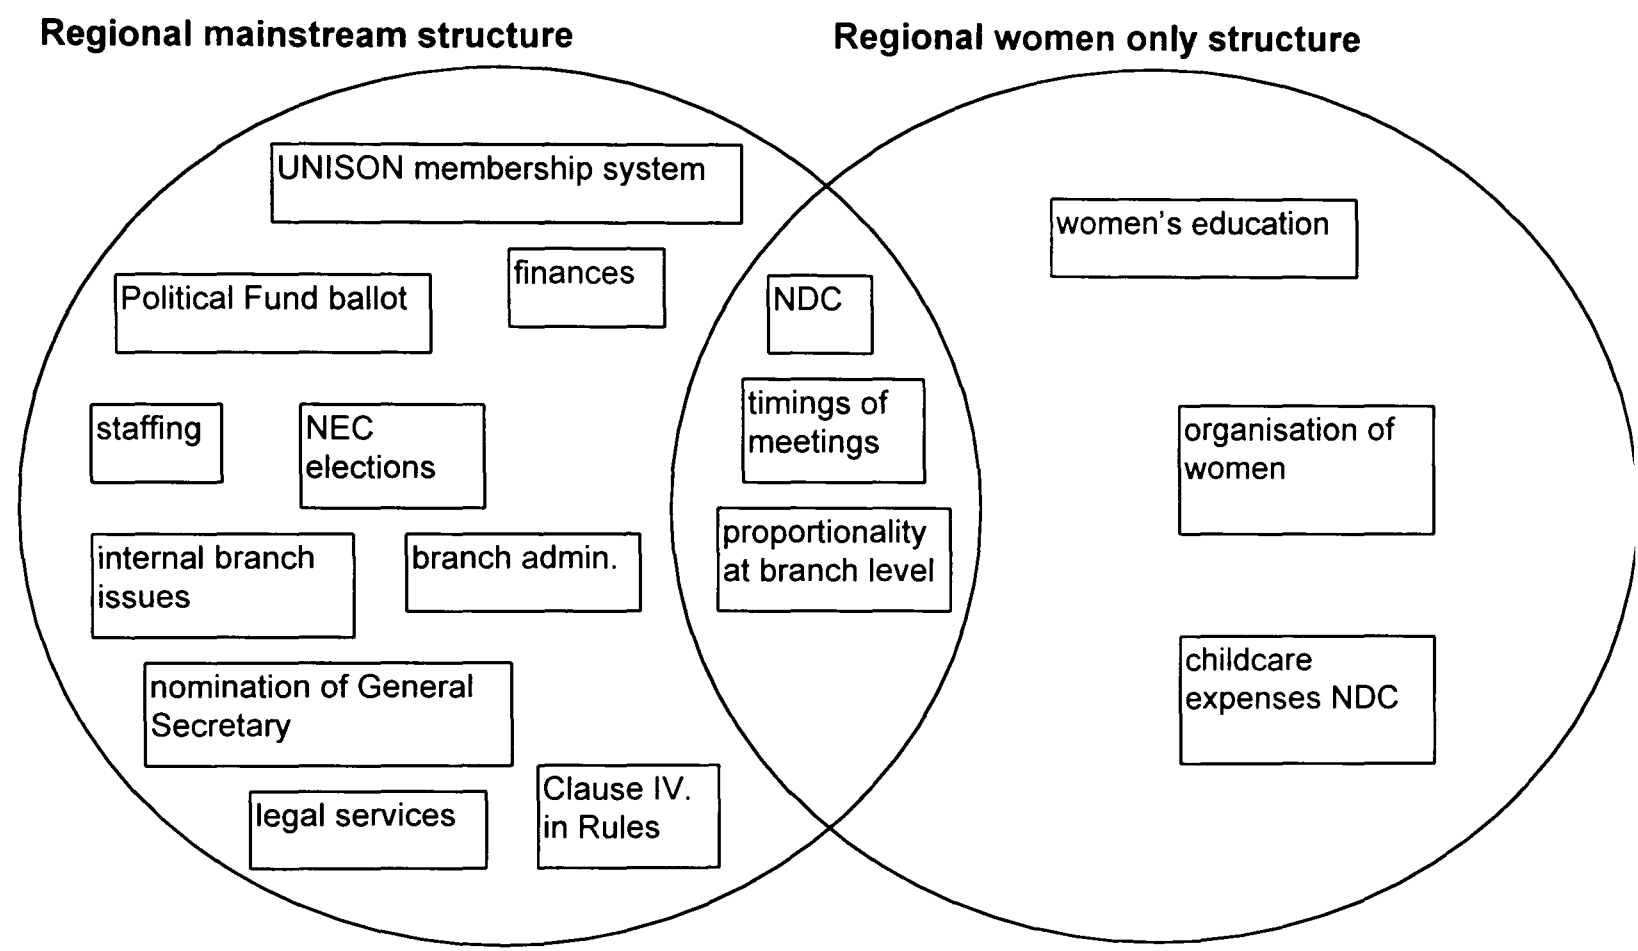 Regional mainstream structure
Regional women only structure
UNISON membership system
finances
Political Fund ballot
staffing
NEC
elections
internal branch
issues
branch admin.
nomination of General
Secretary
legal services
Clause IV.
in Rules
NDC
timings of
meetings
proportionality
at branch level
women's education
organisation of
women
childcare
expenses NDC